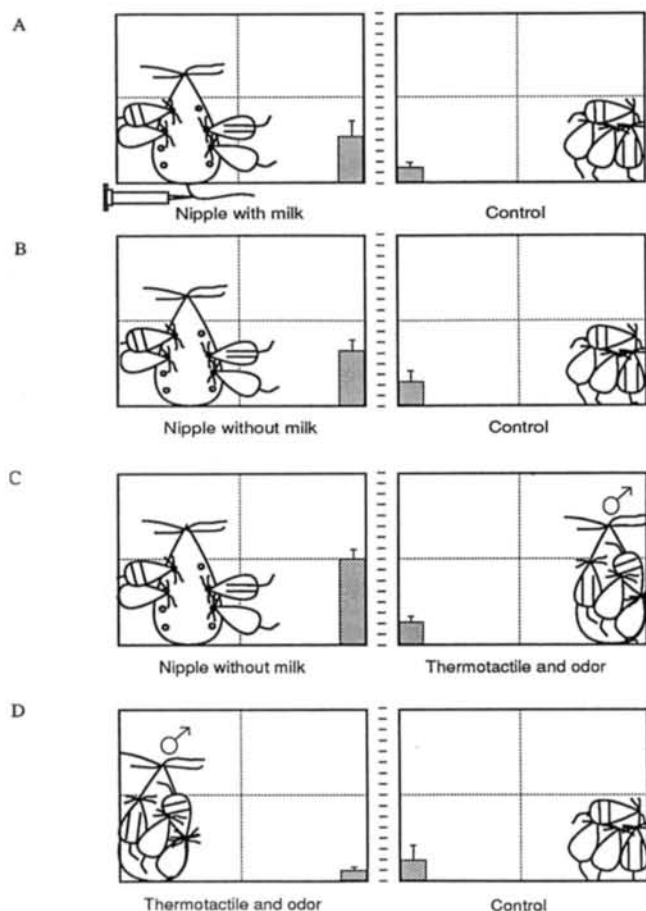 A
Nipple with milk Control
B
Nipple without milk Control
C
Nipple without milk Thermotactile and odor
D
Thermotactile and odor Control